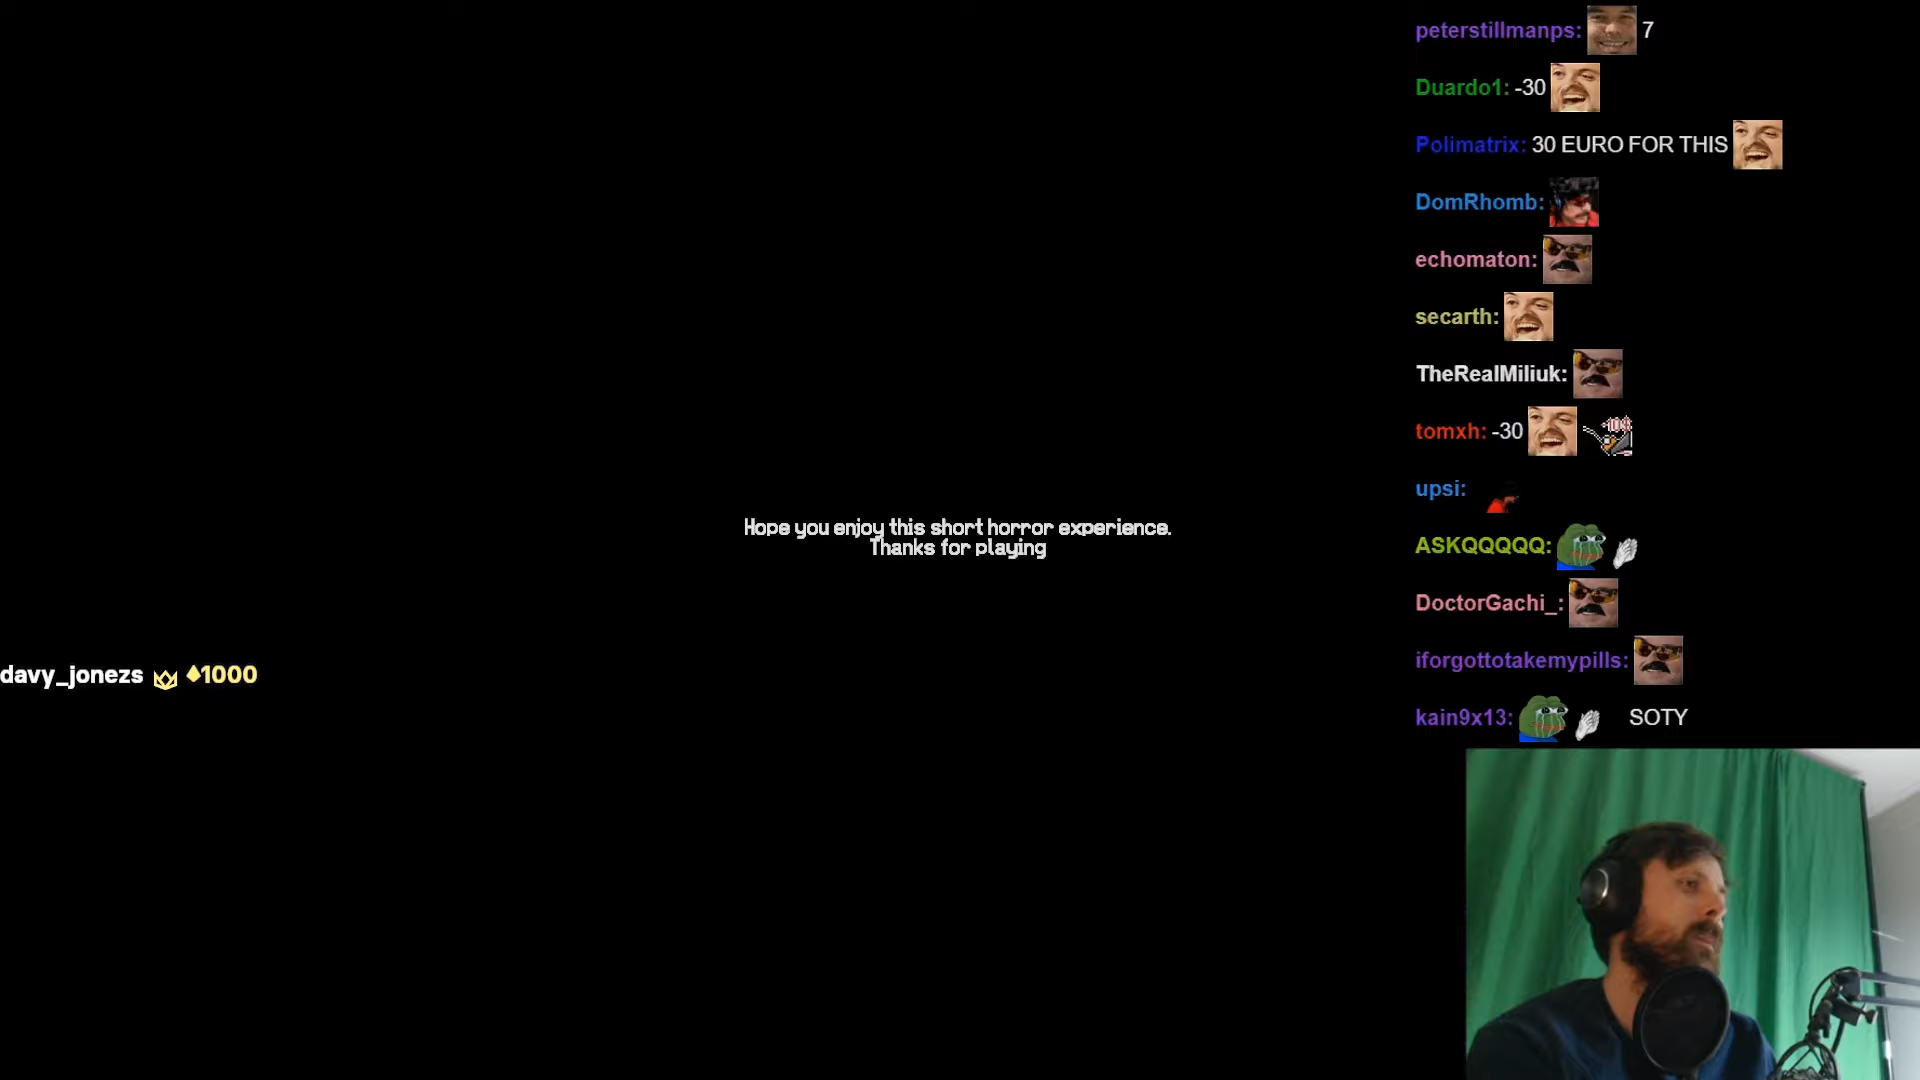 peterstillmanps: 7
Duardo1: -30
Polimatrix: 30 EURO FOR THIS
DomRhomb:
echomaton:
secarth:
TheRealMiliuk:
tomxh: -30
upsi:
ASKQQQQQ:
DoctorGachi_:
iforgottotakemypills:
kain9x13: SOTY
Hope you enjoy this short horror experience.
Thanks for playing
davy_jonezs 1000